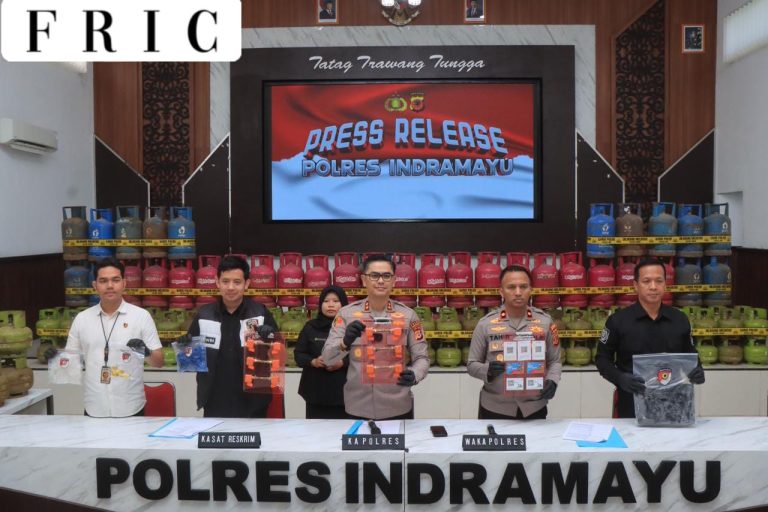 FRIC
Tatag Trawang Tungga
PRESS RELEASE
POLRES INDRAMAYU
KASAT RESKRIM
KAPOLRES
WAKAPOLRES
POLRES INDRAMAYU